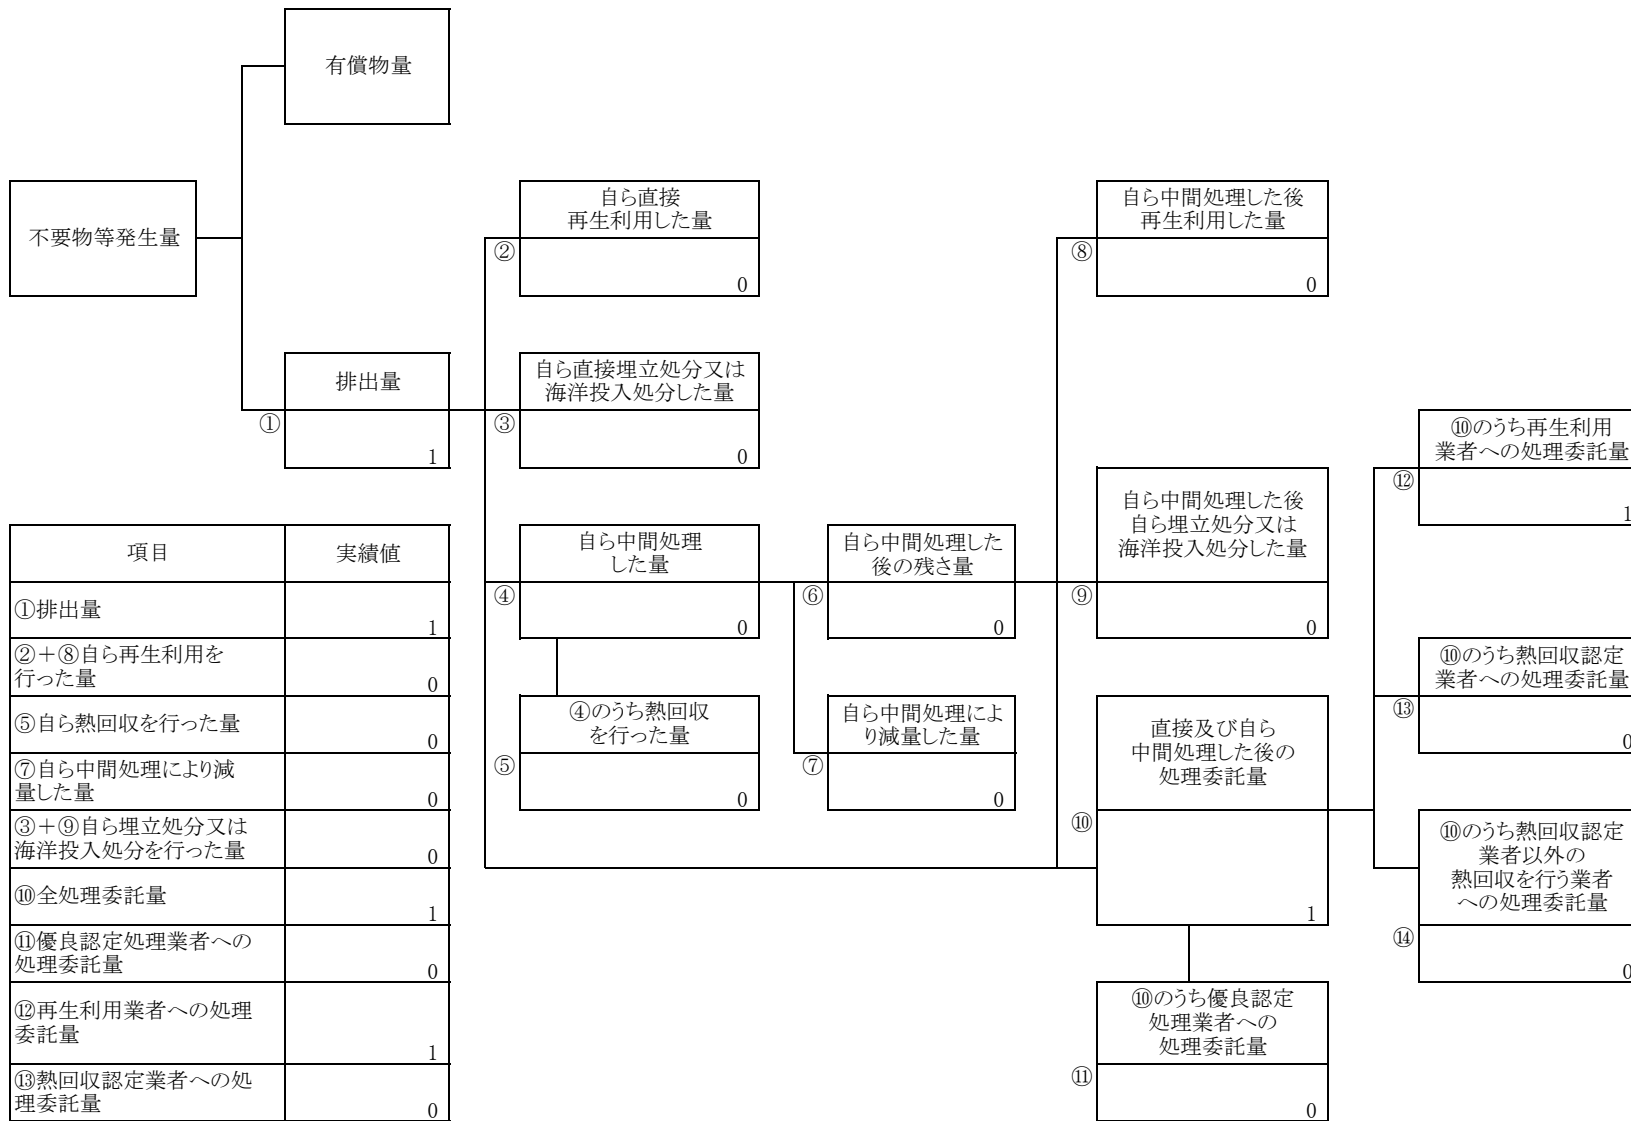 有償物量
不要物等発生量
自ら直接
再生利用した量
②
0
自ら中間処理した後
再生利用した量
⑧
0
排出量
①
1
自ら直接埋立処分又は
海洋投入処分した量
③
0
⑩のうち再生利用
業者への処理委託量
⑫
1
自ら中間処理
した量
④
0
自ら中間処理した
後の残さ量
⑥
0
自ら中間処理した後
自ら埋立処分又は
海洋投入処分した量
⑨
0
④のうち熱回収
を行った量
⑤
0
自ら中間処理によ
り減量した量
⑦
0
直接及び自ら
中間処理した後の
処理委託量
⑩
1
⑩のうち熱回収認定
業者への処理委託量
⑬
0
⑩のうち熱回収認定
業者以外の
熱回収を行う業者
への処理委託量
⑭
0
⑩のうち優良認定
処理業者への
処理委託量
⑪
0
項目 実績値
①排出量
1
②＋⑧自ら再生利用を
行った量
0
⑤自ら熱回収を行った量
0
⑦自ら中間処理により減
量した量
0
③＋⑨自ら埋立処分又は
海洋投入処分を行った量
0
⑩全処理委託量
1
⑪優良認定処理業者への
処理委託量
0
⑫再生利用業者への処理
委託量
1
⑬熱回収認定業者への処
理委託量
0